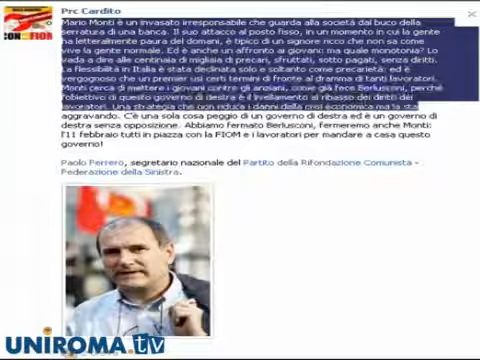 Prc Cardito
Mario Monti è un invasato irresponsabile che guarda alla società dal buco della
serratura di una banca. Il suo attacco al posto fisso, in un momento in cui la gente
ha letteralmente paura del domani, è tipico di un signore ricco che non sa come
vive la gente normale. Ed è anche un affronto ai giovani: ma quale monotonia? Lo
vada a dire alle centinaia di migliaia di precari, sfruttati, sotto pagati, senza diritti.
La flessibilità in Italia è stata declinata solo e soltanto come precarietà: ed è
vergognoso che un premier usi certi termini di fronte al dramma di tanti lavoratori.
Monti cerca di mettere i giovani contro gli anziani, come già fece Berlusconi, perché
l'obiettivo di questo governo di destra è il livellamento al ribasso dei diritti dei
lavoratori. Una strategia che non riduce i danni della crisi economica ma la sta
aggravando. C'è una sola cosa peggio di un governo di destra ed è un governo di
destra senza opposizione. Abbiamo fermato Berlusconi, fermeremo anche Monti:
l'11 febbraio tutti in piazza con la FIOM e i lavoratori per mandare a casa questo
governo!
Paolo Ferrero, segretario nazionale del Partito della Rifondazione Comunista -
Federazione della Sinistra.
UNIROMA.tv